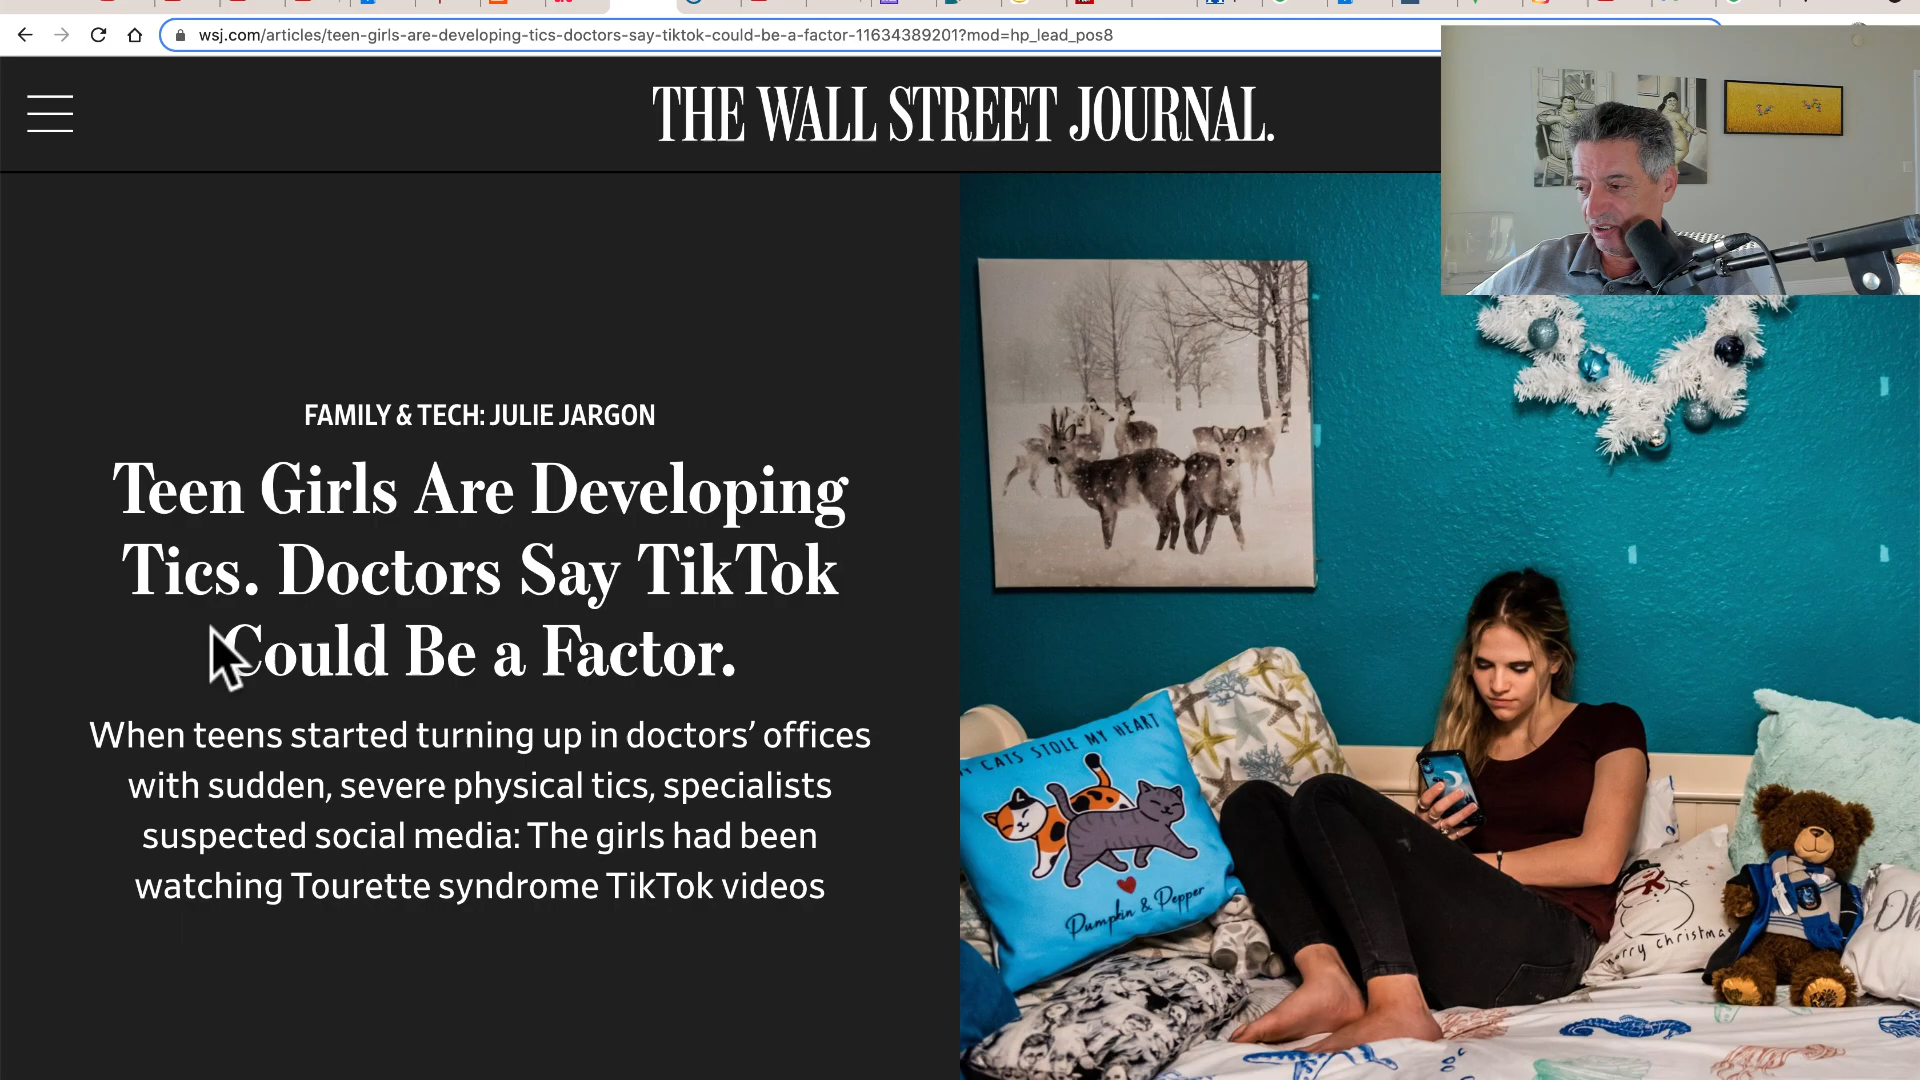 wsj.com/articles/teen-girls-are-developing-tics-doctors-say-tiktok-could-be-a-factor-11634389201?mod=hp_lead_pos8
THE WALL STREET JOURNAL.
FAMILY & TECH: JULIE JARGON
Teen Girls Are Developing
Tics. Doctors Say TikTok
Could Be a Factor.
When teens started turning up in doctors’ offices
with sudden, severe physical tics, specialists
suspected social media: The girls had been
watching Tourette syndrome TikTok videos
CATS STOLE MY HEART
Pumpkin & Pepper
christmas